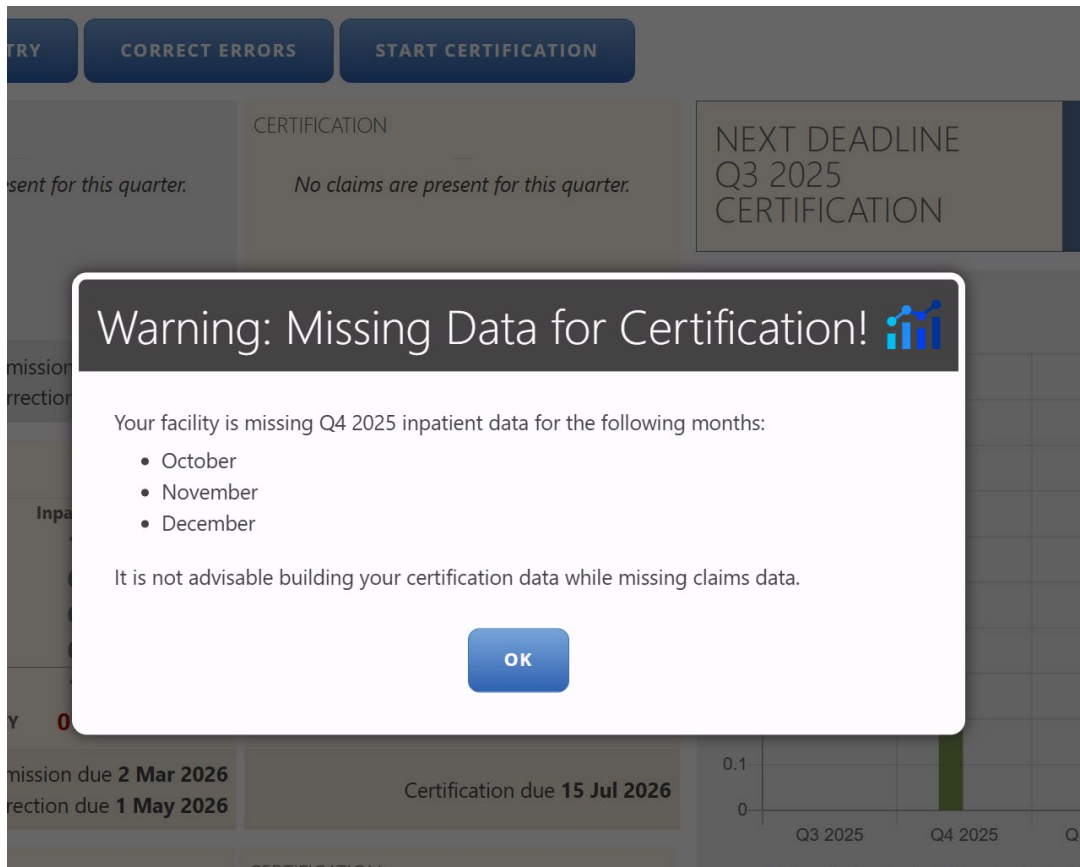 CORRECT ERRORS
START CERTIFICATION
CERTIFICATION
for this quarter.
No claims are present for this quarter.
NEXT DEADLINE
Q3 2025
CERTIFICATION
Warning: Missing Data for Certification!
Your facility is missing Q4 2025 inpatient data for the following months:
• October
• November
• December
It is not advisable building your certification data while missing claims data.
OK
due 2 Mar 2026
due 1 May 2026
Certification due 15 Jul 2026
0.1
0
Q3 2025
Q4 2025